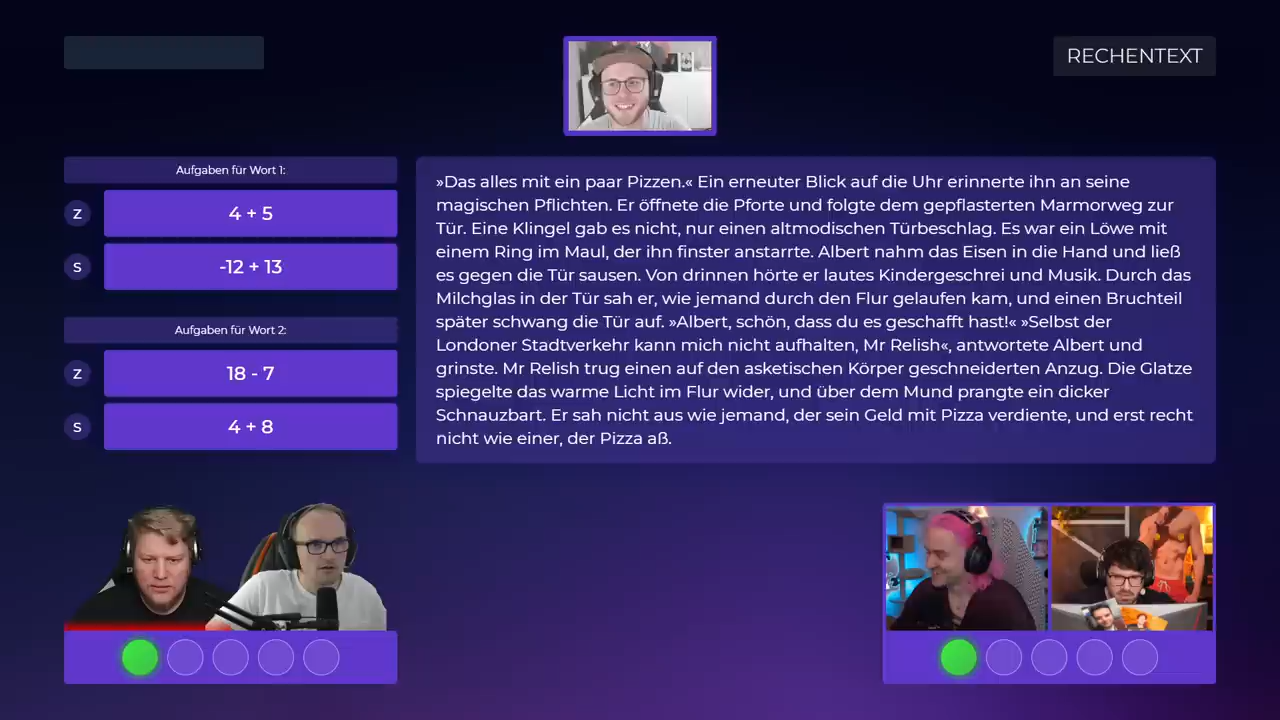 RECHENTEXT
Aufgaben für Wort 1:
Z
4 + 5
S
-12 + 13
Aufgaben für Wort 2:
Z
18 - 7
S
4 + 8
»Das alles mit ein paar Pizzen.« Ein erneuter Blick auf die Uhr erinnerte ihn an seine
magischen Pflichten. Er öffnete die Pforte und folgte dem gepflasterten Marmorweg zur
Tür. Eine Klingel gab es nicht, nur einen altmodischen Türbeschlag. Es war ein Löwe mit
einem Ring im Maul, der ihn finster anstarrte. Albert nahm das Eisen in die Hand und ließ
es gegen die Tür sausen. Von drinnen hörte er lautes Kindergeschrei und Musik. Durch das
Milchglas in der Tür sah er, wie jemand durch den Flur gelaufen kam, und einen Bruchteil
später schwang die Tür auf. »Albert, schön, dass du es geschafft hast!« »Selbst der
Londoner Stadtverkehr kann mich nicht aufhalten, Mr Relish«, antwortete Albert und
grinste. Mr Relish trug einen auf den asketischen Körper geschneiderten Anzug. Die Glatze
spiegelte das warme Licht im Flur wider, und über dem Mund prangte ein dicker
Schnauzbart. Er sah nicht aus wie jemand, der sein Geld mit Pizza verdiente, und erst recht
nicht wie einer, der Pizza aß.